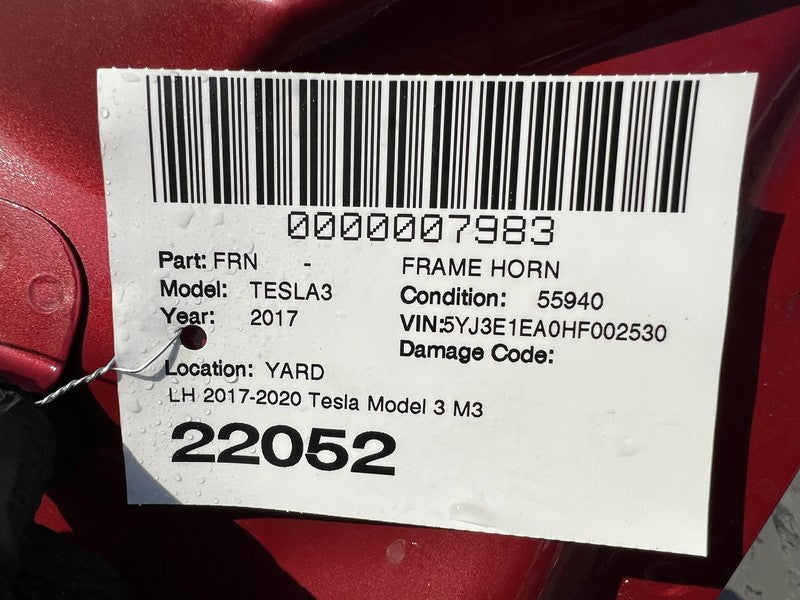 0000007983
Part: FRN - FRAME HORN
Model: TESLA3 Condition: 55940
Year: 2017 VIN:5YJ3E1EA0HF002530
Damage Code:
Location: YARD
LH 2017-2020 Tesla Model 3 M3
22052